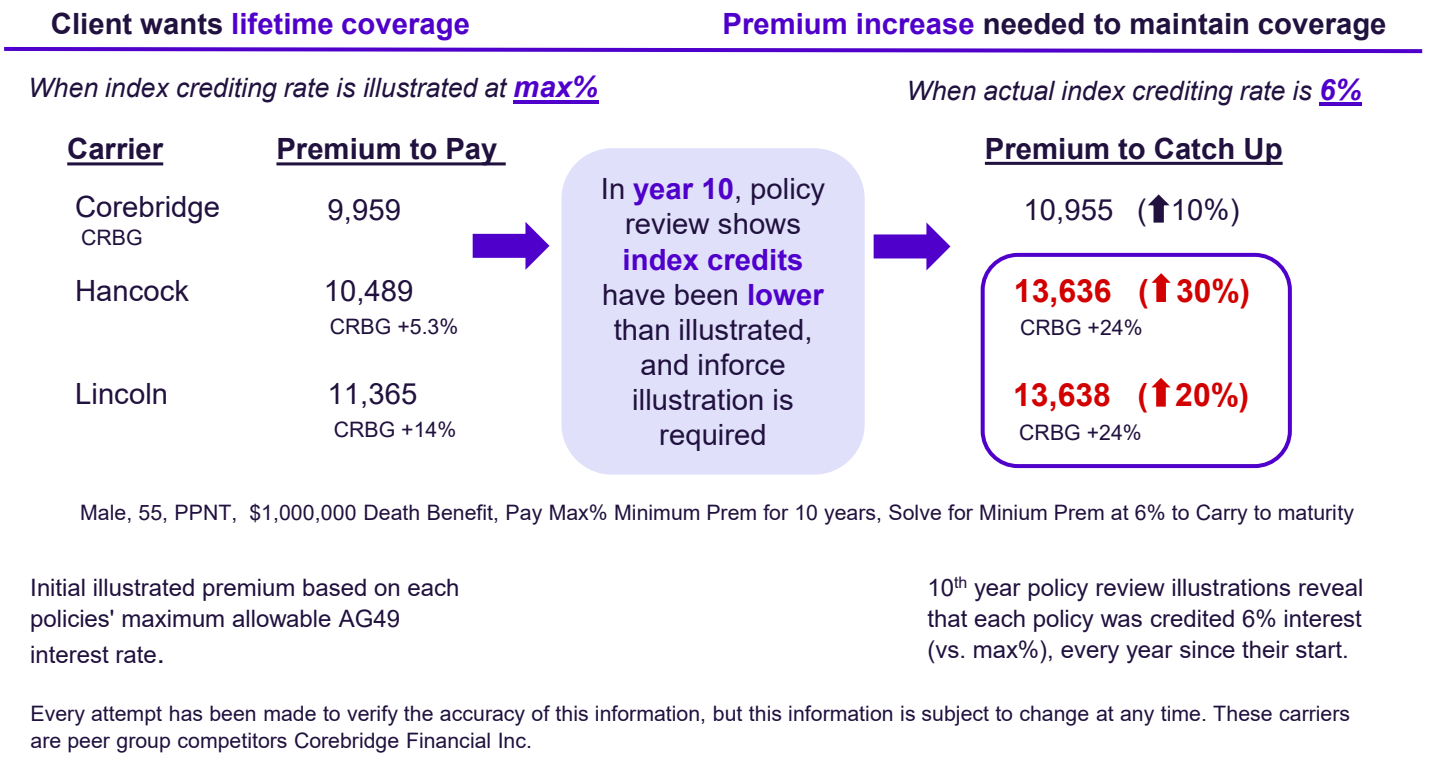 Client wants lifetime coverage
Premium increase needed to maintain coverage
When index crediting rate is illustrated at max%
When actual index crediting rate is 6%
Carrier
Premium to Pay
Premium to Catch Up
Corebridge
CRBG
9,959
10,955 (⬆10%)
Hancock
10,489
CRBG +5.3%
13,636 (⬆30%)
CRBG +24%
Lincoln
11,365
CRBG +14%
13,638 (⬆20%)
CRBG +24%
In year 10, policy
review shows
index credits
have been lower
than illustrated,
and inforce
illustration is
required
Male, 55, PPNT, $1,000,000 Death Benefit, Pay Max% Minimum Prem for 10 years, Solve for Minium Prem at 6% to Carry to maturity
Initial illustrated premium based on each
policies' maximum allowable AG49
interest rate.
10th year policy review illustrations reveal
that each policy was credited 6% interest
(vs. max%), every year since their start.
Every attempt has been made to verify the accuracy of this information, but this information is subject to change at any time. These carriers
are peer group competitors Corebridge Financial Inc.